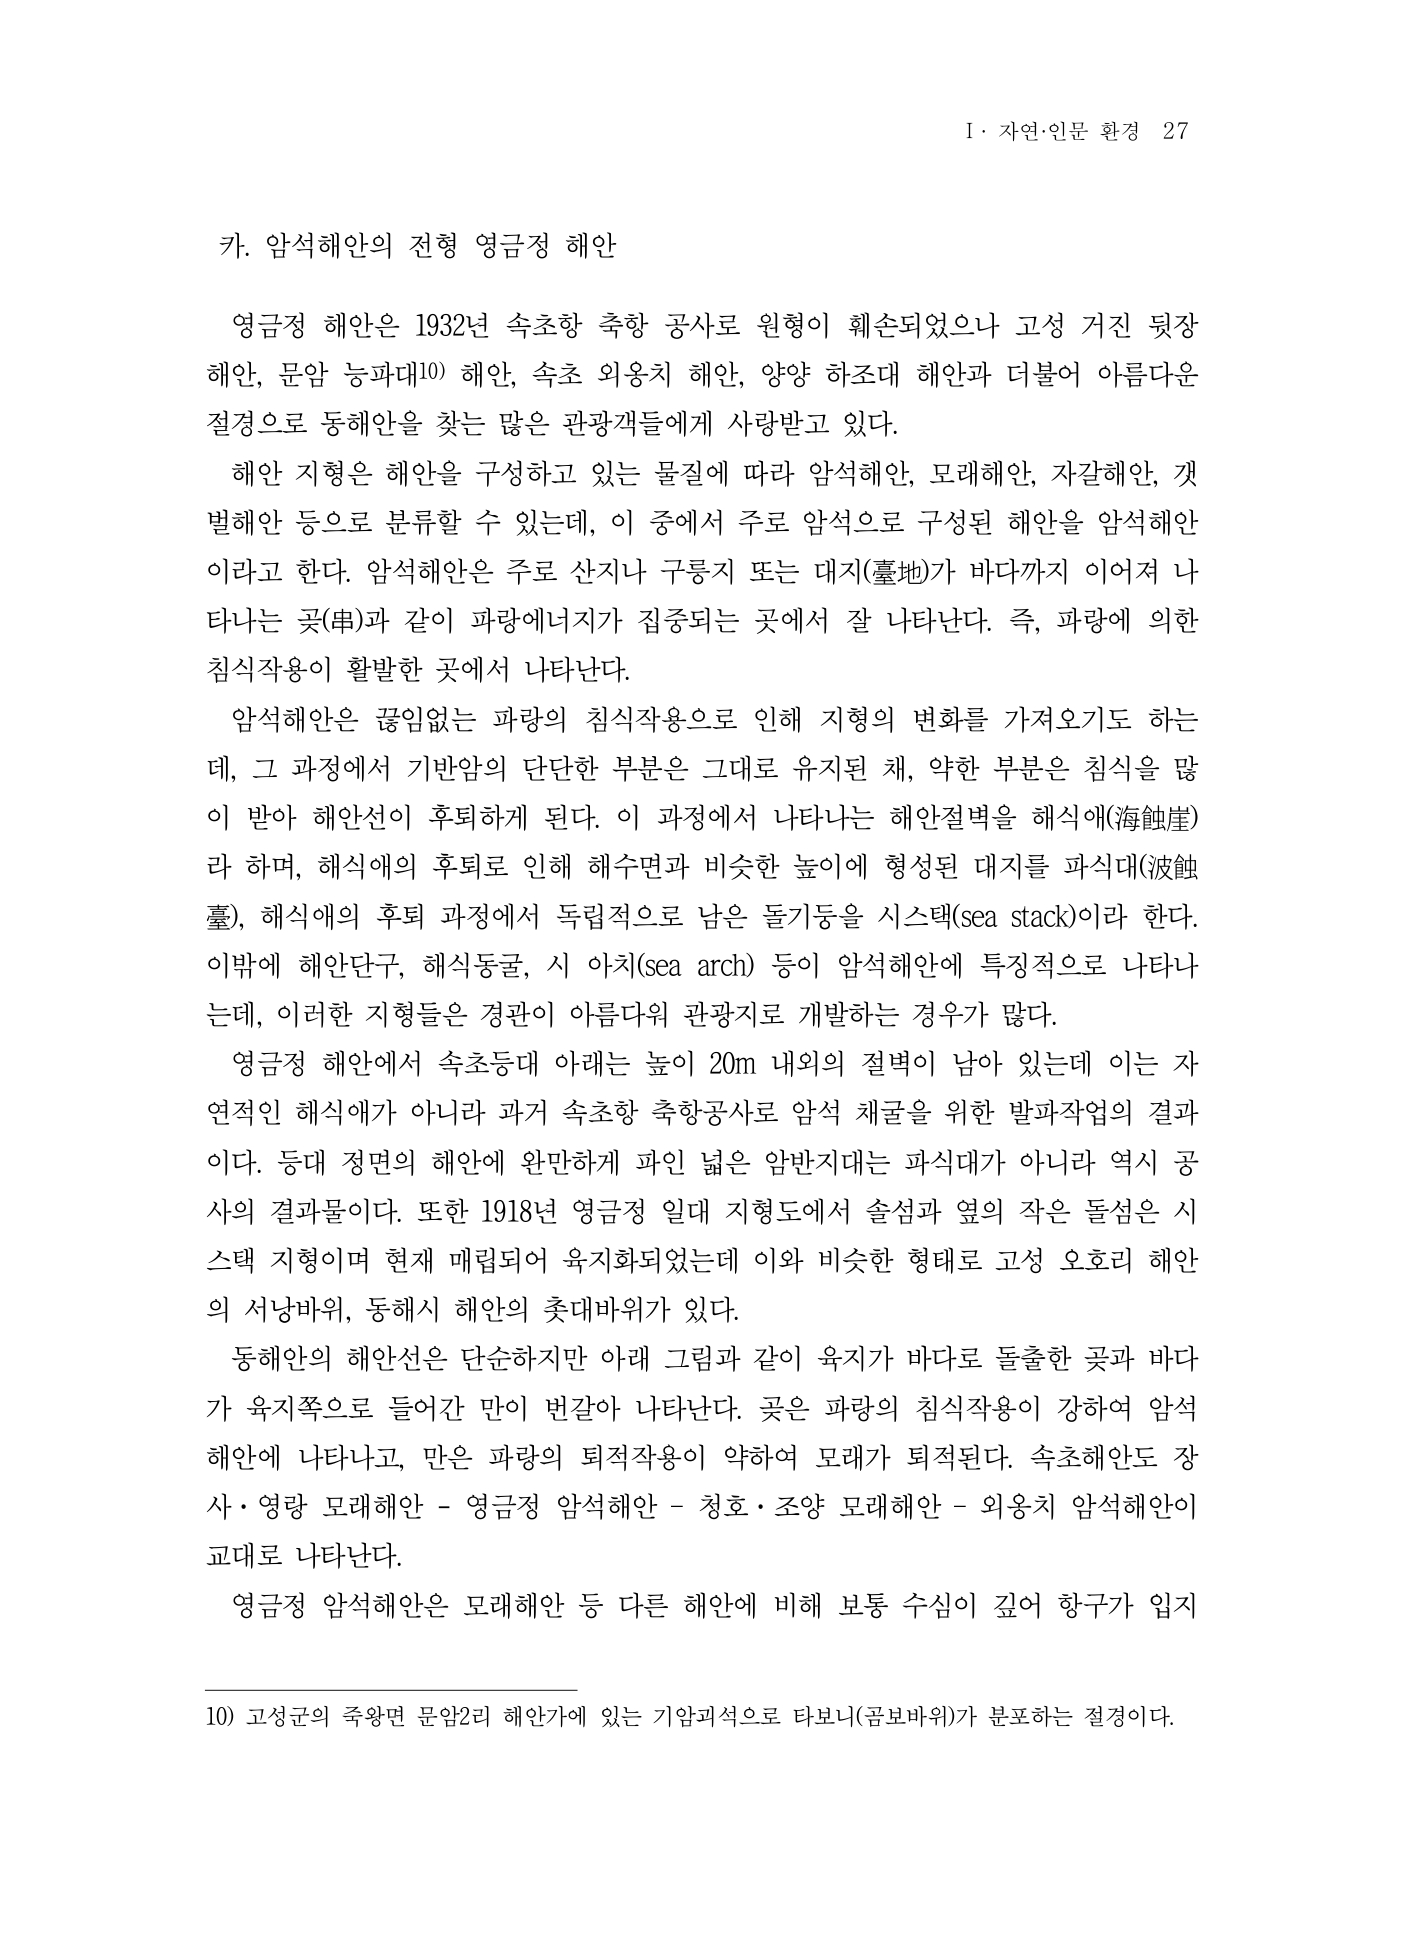 I · 자연·인문 환경 27
카. 암석해안의 전형 영금정 해안
영금정 해안은 1932년 속초항 축항 공사로 원형이 훼손되었으나 고성 거진 뒷장
해안, 문암 능파대10) 해안, 속초 외옹치 해안, 양양 하조대 해안과 더불어 아름다운
절경으로 동해안을 찾는 많은 관광객들에게 사랑받고 있다.
해안 지형은 해안을 구성하고 있는 물질에 따라 암석해안, 모래해안, 자갈해안, 갯
벌해안 등으로 분류할 수 있는데, 이 중에서 주로 암석으로 구성된 해안을 암석해안
이라고 한다. 암석해안은 주로 산지나 구릉지 또는 대지(臺地)가 바다까지 이어져 나
타나는 곶(串)과 같이 파랑에너지가 집중되는 곳에서 잘 나타난다. 즉, 파랑에 의한
침식작용이 활발한 곳에서 나타난다.
암석해안은 끊임없는 파랑의 침식작용으로 인해 지형의 변화를 가져오기도 하는
데, 그 과정에서 기반암의 단단한 부분은 그대로 유지된 채, 약한 부분은 침식을 많
이 받아 해안선이 후퇴하게 된다. 이 과정에서 나타나는 해안절벽을 해식애(海蝕崖)
라 하며, 해식애의 후퇴로 인해 해수면과 비슷한 높이에 형성된 대지를 파식대(波蝕
臺), 해식애의 후퇴 과정에서 독립적으로 남은 돌기둥을 시스택(sea stack)이라 한다.
이밖에 해안단구, 해식동굴, 시 아치(sea arch) 등이 암석해안에 특징적으로 나타나
는데, 이러한 지형들은 경관이 아름다워 관광지로 개발하는 경우가 많다.
영금정 해안에서 속초등대 아래는 높이 20m 내외의 절벽이 남아 있는데 이는 자
연적인 해식애가 아니라 과거 속초항 축항공사로 암석 채굴을 위한 발파작업의 결과
이다. 등대 정면의 해안에 완만하게 파인 넓은 암반지대는 파식대가 아니라 역시 공
사의 결과물이다. 또한 1918년 영금정 일대 지형도에서 솔섬과 옆의 작은 돌섬은 시
스택 지형이며 현재 매립되어 육지화되었는데 이와 비슷한 형태로 고성 오호리 해안
의 서낭바위, 동해시 해안의 촛대바위가 있다.
동해안의 해안선은 단순하지만 아래 그림과 같이 육지가 바다로 돌출한 곶과 바다
가 육지쪽으로 들어간 만이 번갈아 나타난다. 곶은 파랑의 침식작용이 강하여 암석
해안에 나타나고, 만은 파랑의 퇴적작용이 약하여 모래가 퇴적된다. 속초해안도 장
사·영랑 모래해안 – 영금정 암석해안 – 청호·조양 모래해안 – 외옹치 암석해안이
교대로 나타난다.
영금정 암석해안은 모래해안 등 다른 해안에 비해 보통 수심이 깊어 항구가 입지
10) 고성군의 죽왕면 문암2리 해안가에 있는 기암괴석으로 타보니(곰보바위)가 분포하는 절경이다.